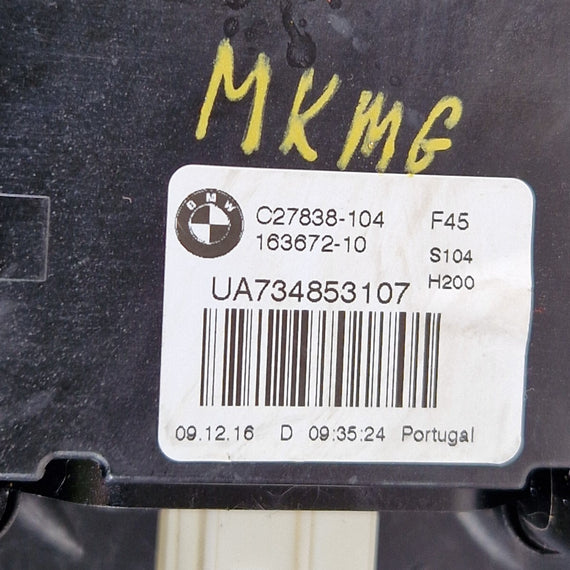 MKMG
BMW
C27838-104 F45
163672-10 S104
UA734853107 H200
09.12.16 D 09:35:24 Portugal